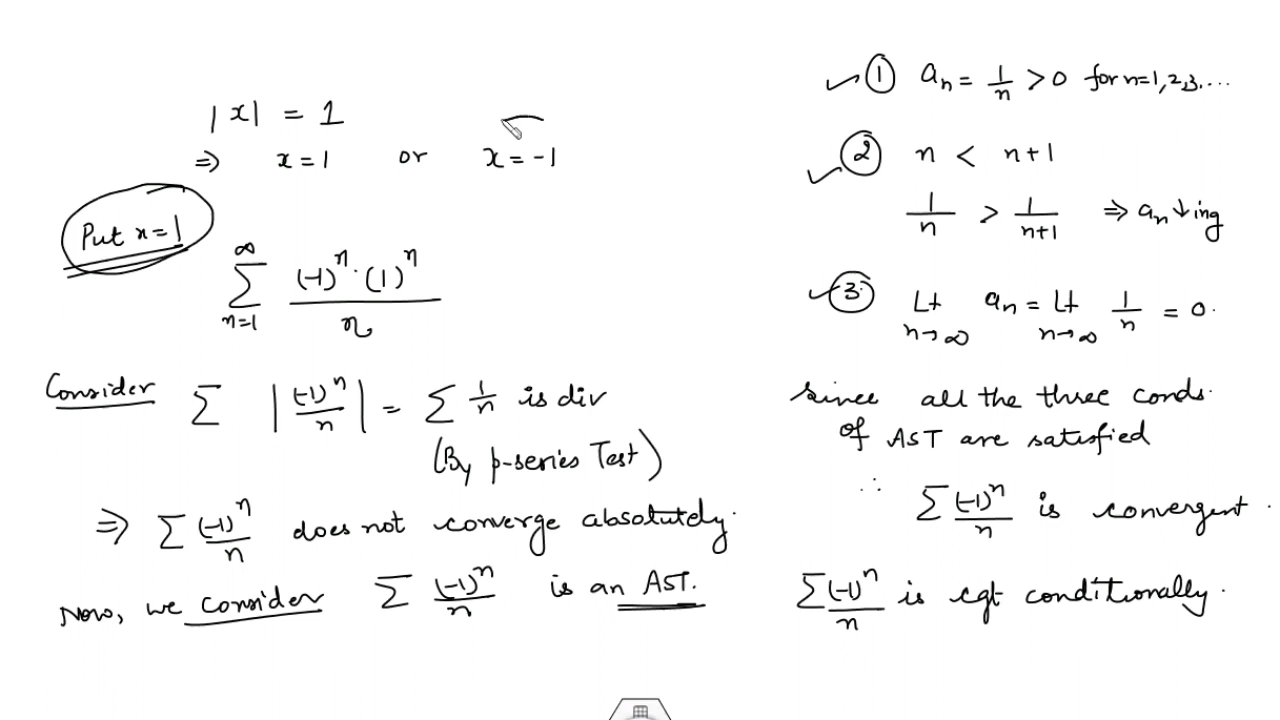 |x| = 1
⇒ x = 1 or x = -1
Put x = 1
∞
∑ (-1)^n · (1)^n / n
n=1
Consider ∑ |(-1)^n / n| = ∑ 1/n is div
(By p-series Test)
⇒ ∑ (-1)^n / n does not converge absolutely.
Now, we consider ∑ (-1)^n / n is an AST.
① a_n = 1/n > 0 for n=1,2,3....
② n < n+1
1/n > 1/(n+1) ⇒ a_n ↓ing
③ Lt n→∞ a_n = Lt n→∞ 1/n = 0.
since all the three conds.
of AST are satisfied
∴ ∑ (-1)^n / n is convergent.
∑ (-1)^n / n is cgt conditionally.